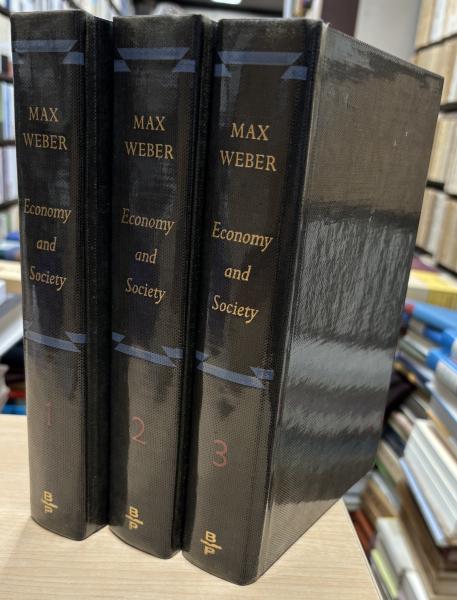 MAX
WEBER
Economy
and
Society
1
B
P
MAX
WEBER
Economy
and
Society
2
B
P
MAX
WEBER
Economy
and
Society
3
B
P